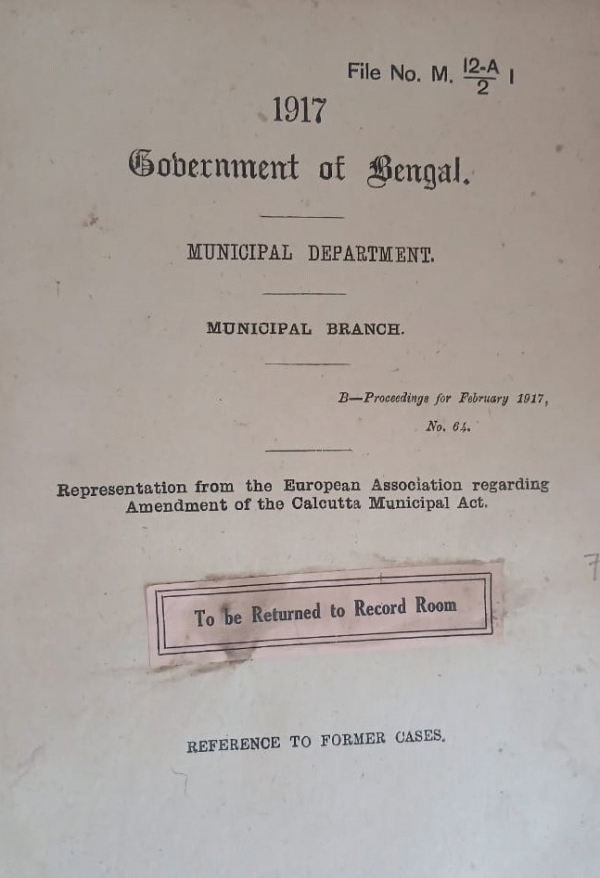 File No. M. 12-A/2 1
1917
Government of Bengal.
MUNICIPAL DEPARTMENT.
MUNICIPAL BRANCH.
B—Proceedings for February 1917,
No. 64.
Representation from the European Association regarding
Amendment of the Calcutta Municipal Act.
To be Returned to Record Room
REFERENCE TO FORMER CASES.